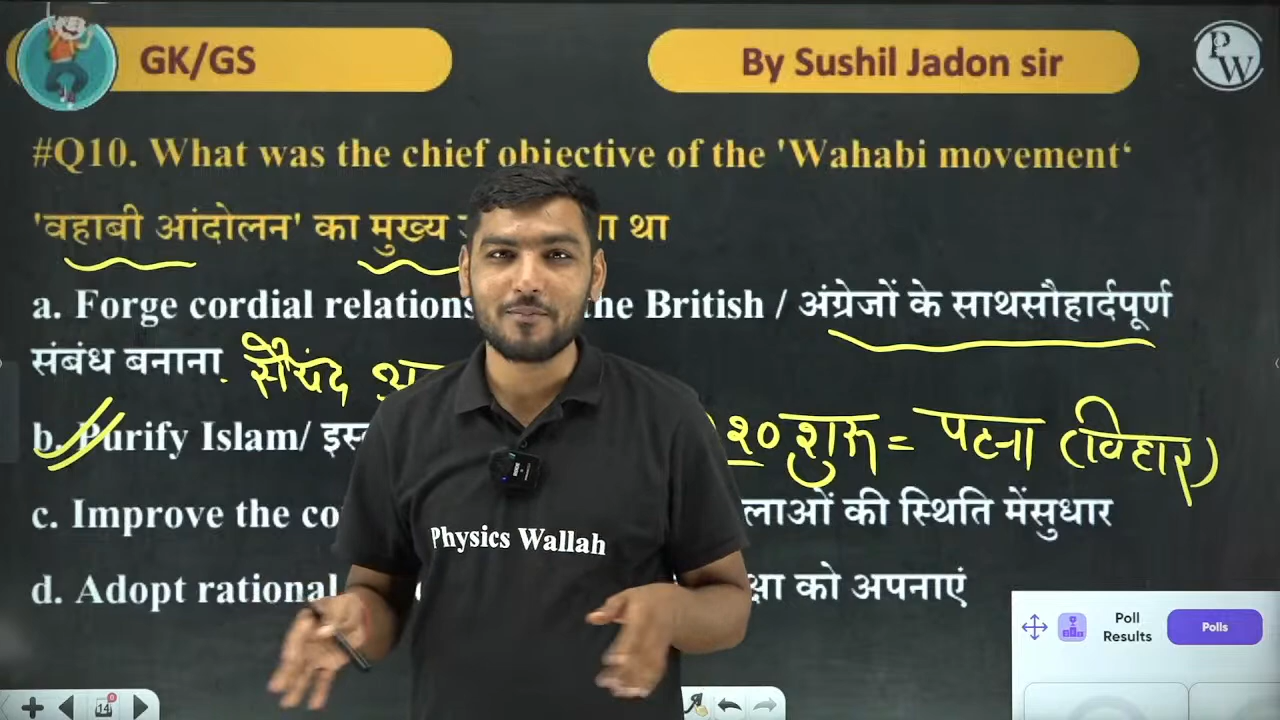 GK/GS
By Sushil Jadon sir
PW
#Q10. What was the chief objective of the 'Wahabi movement‘
'वहाबी आंदोलन' का मुख्य था
a. Forge cordial relations the British / अंग्रेजों के साथसौहार्दपूर्ण
संबंध बनाना सैय्यद
b. Purify Islam/ २० शुरू = पटना (बिहार)
c. Improve the की स्थिति मेंसुधार
d. Adopt rational को अपनाएं
Physics Wallah
Poll
Results
Polls
14